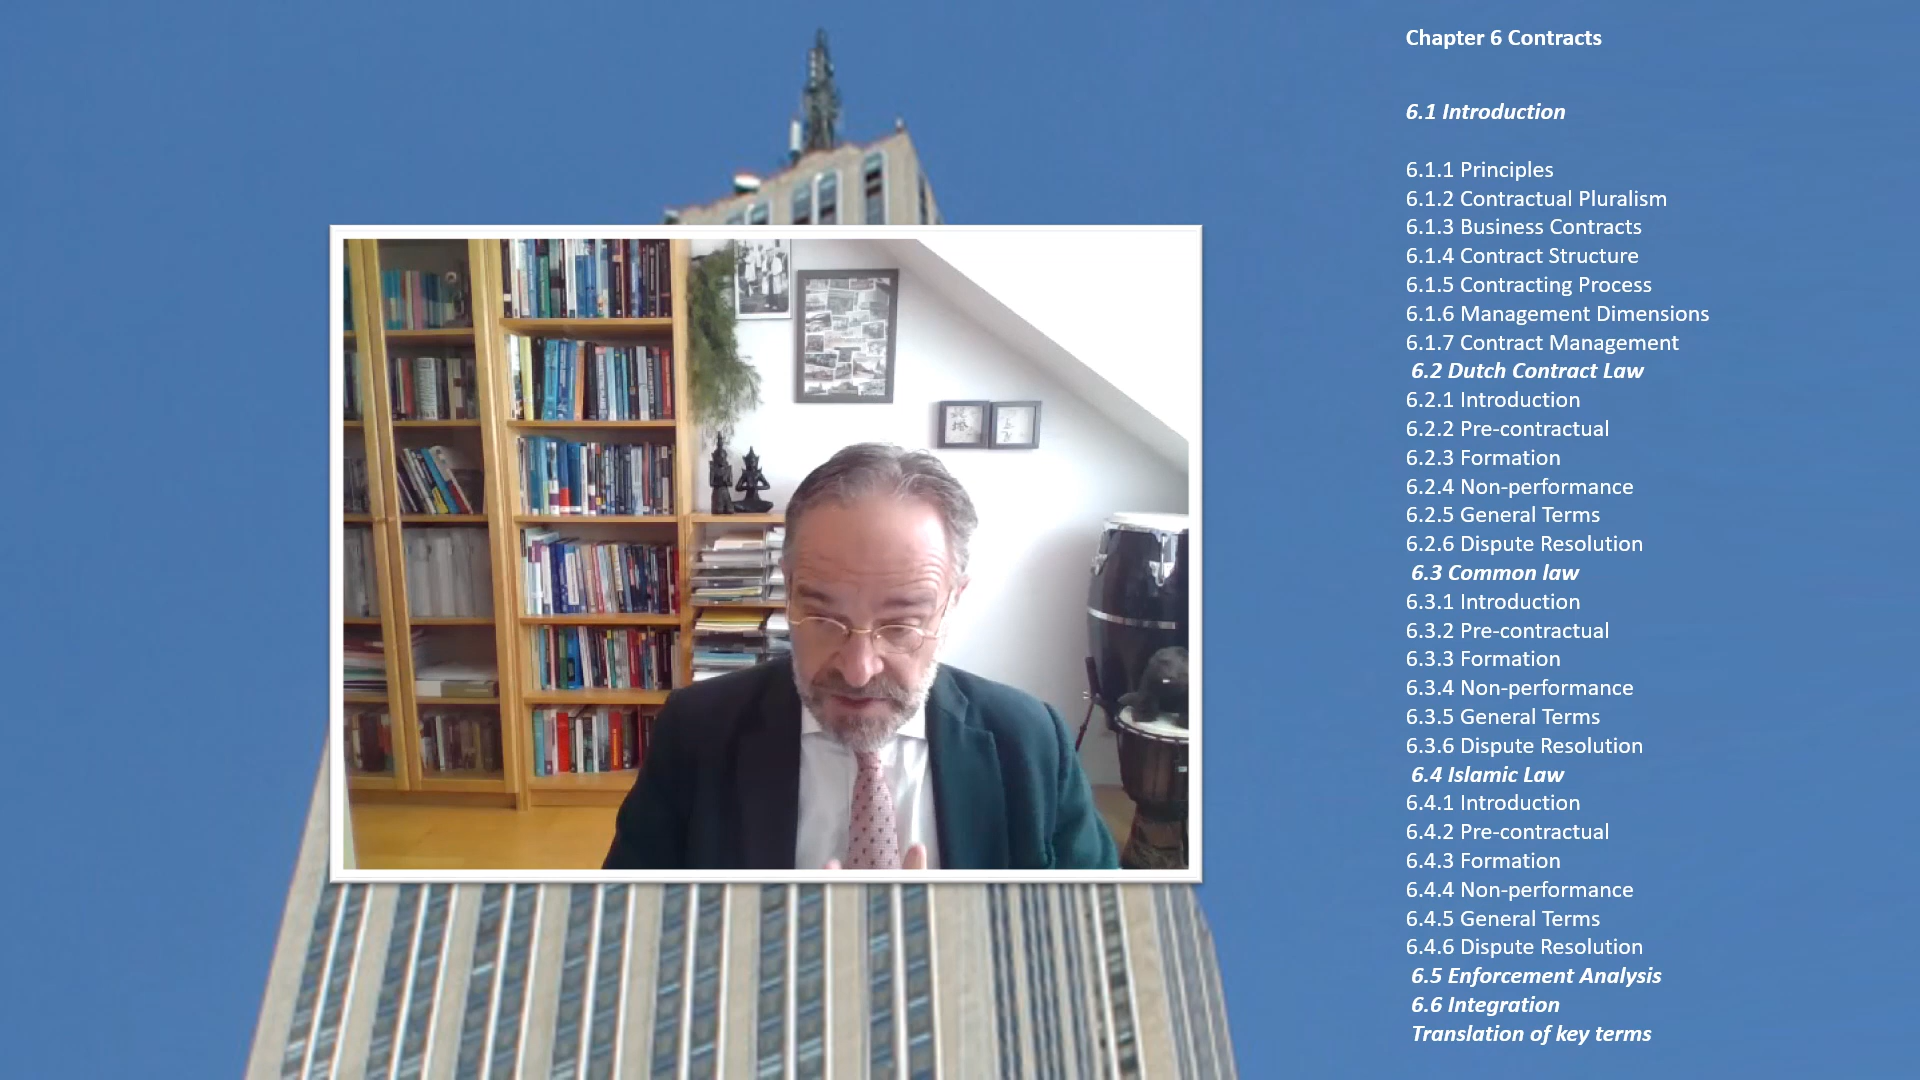 Chapter 6 Contracts
6.1 Introduction
6.1.1 Principles
6.1.2 Contractual Pluralism
6.1.3 Business Contracts
6.1.4 Contract Structure
6.1.5 Contracting Process
6.1.6 Management Dimensions
6.1.7 Contract Management
6.2 Dutch Contract Law
6.2.1 Introduction
6.2.2 Pre-contractual
6.2.3 Formation
6.2.4 Non-performance
6.2.5 General Terms
6.2.6 Dispute Resolution
6.3 Common law
6.3.1 Introduction
6.3.2 Pre-contractual
6.3.3 Formation
6.3.4 Non-performance
6.3.5 General Terms
6.3.6 Dispute Resolution
6.4 Islamic Law
6.4.1 Introduction
6.4.2 Pre-contractual
6.4.3 Formation
6.4.4 Non-performance
6.4.5 General Terms
6.4.6 Dispute Resolution
6.5 Enforcement Analysis
6.6 Integration
Translation of key terms